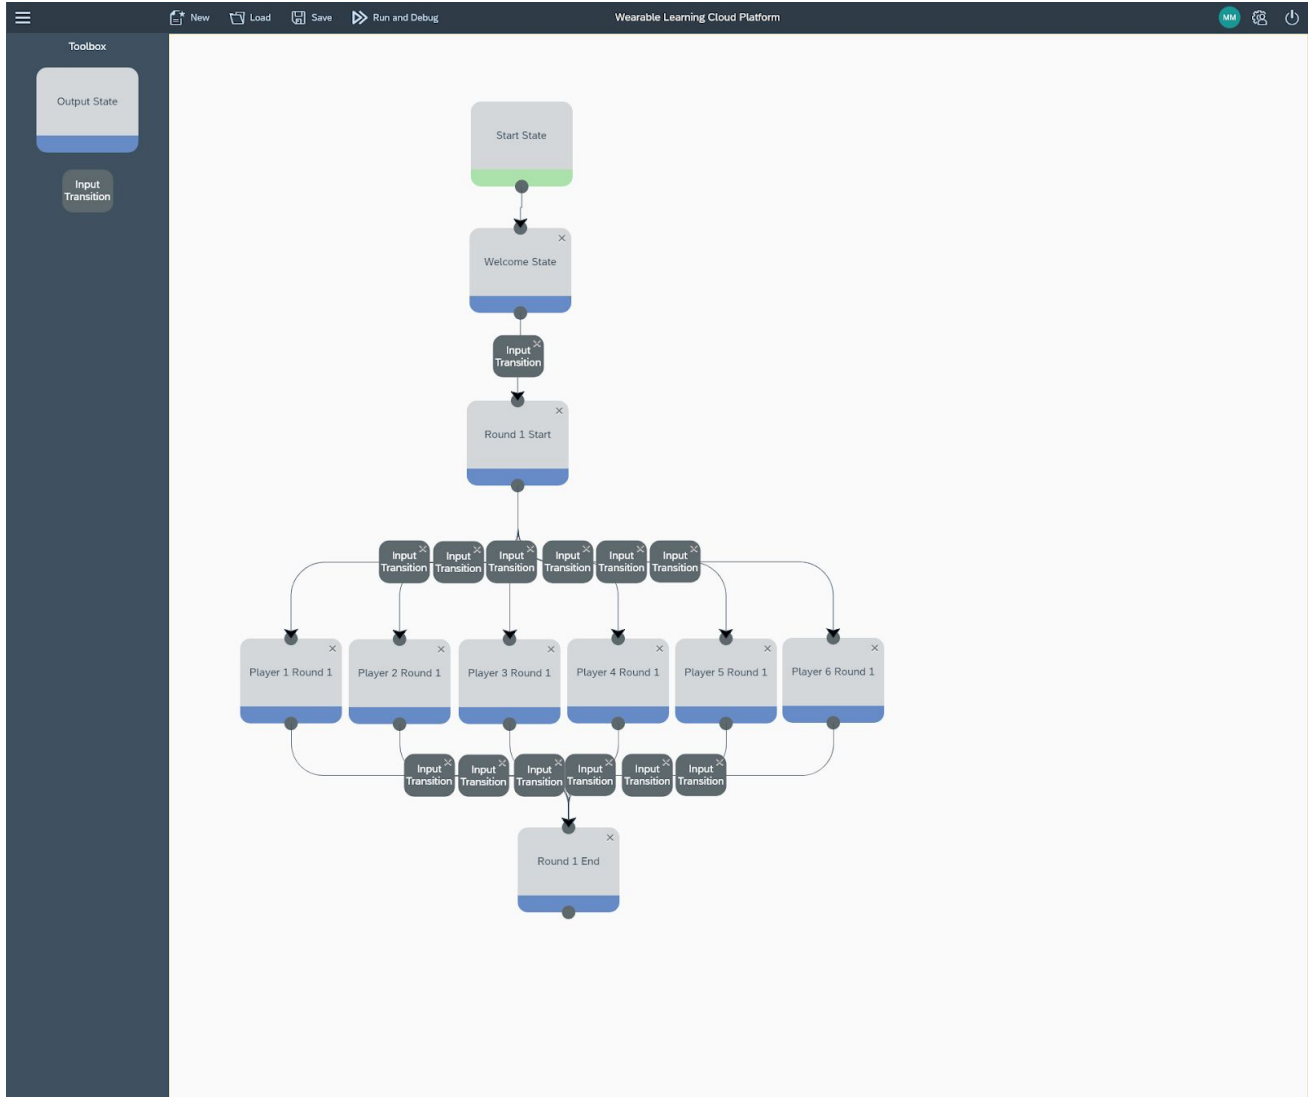 New Load Save Run and Debug Wearable Learning Cloud Platform MM
Toolbox
Output State
Input
Transition
Start State
Welcome State
Input
Transition
Round 1 Start
Input
Transition
Input
Transition
Input
Transition
Input
Transition
Input
Transition
Input
Transition
Player 1 Round 1
Player 2 Round 1
Player 3 Round 1
Player 4 Round 1
Player 5 Round 1
Player 6 Round 1
Input
Transition
Input
Transition
Input
Transition
Input
Transition
Input
Transition
Input
Transition
Round 1 End